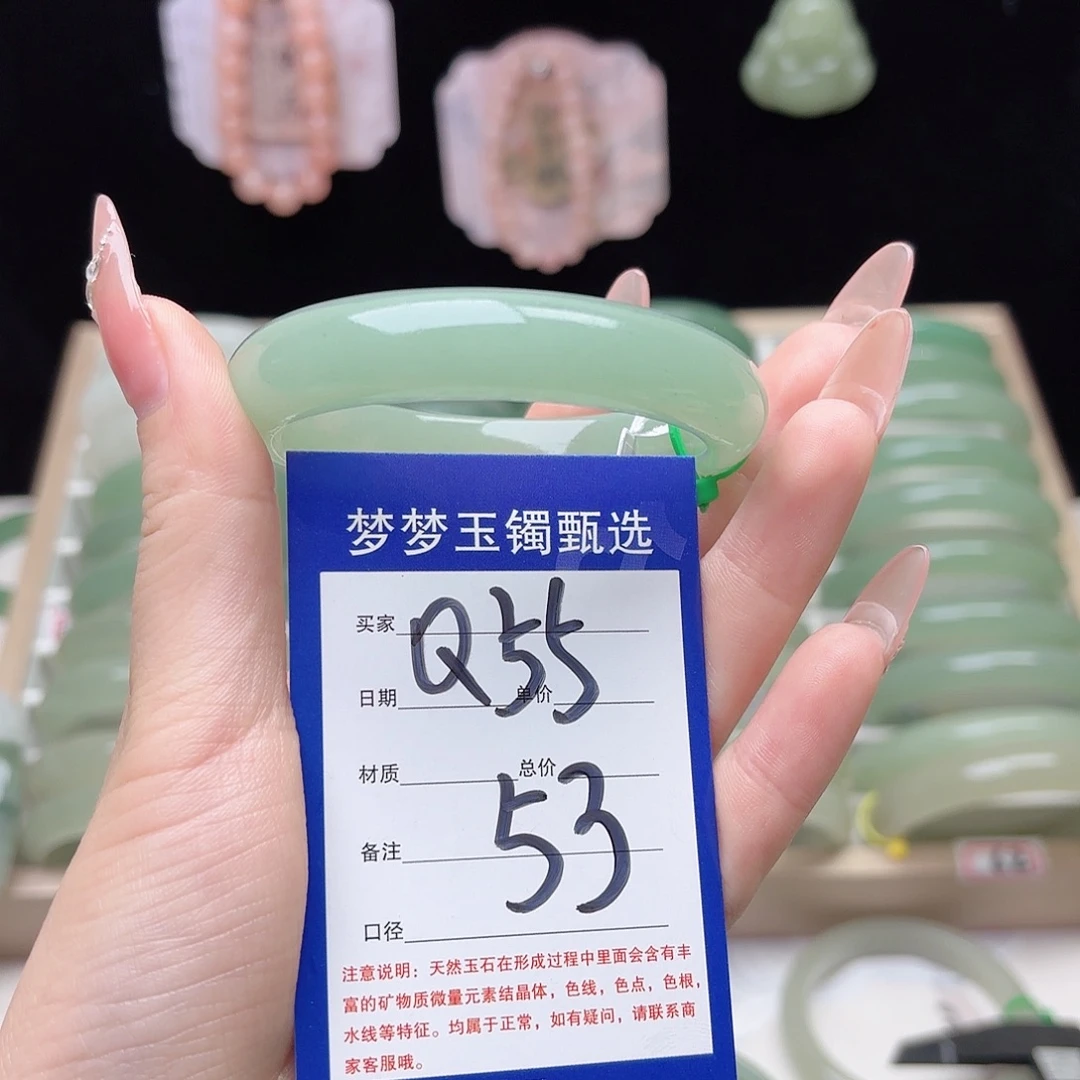 梦梦玉镯甄选
买家 Q55
日期 单价
材质 总价
53
备注
口径
注意说明：天然玉石在形成过程中里面会含有丰
富的矿物质微量元素结晶体，色线，色点，色根，
水线等特征。均属于正常，如有疑问，请联系商
家客服哦。